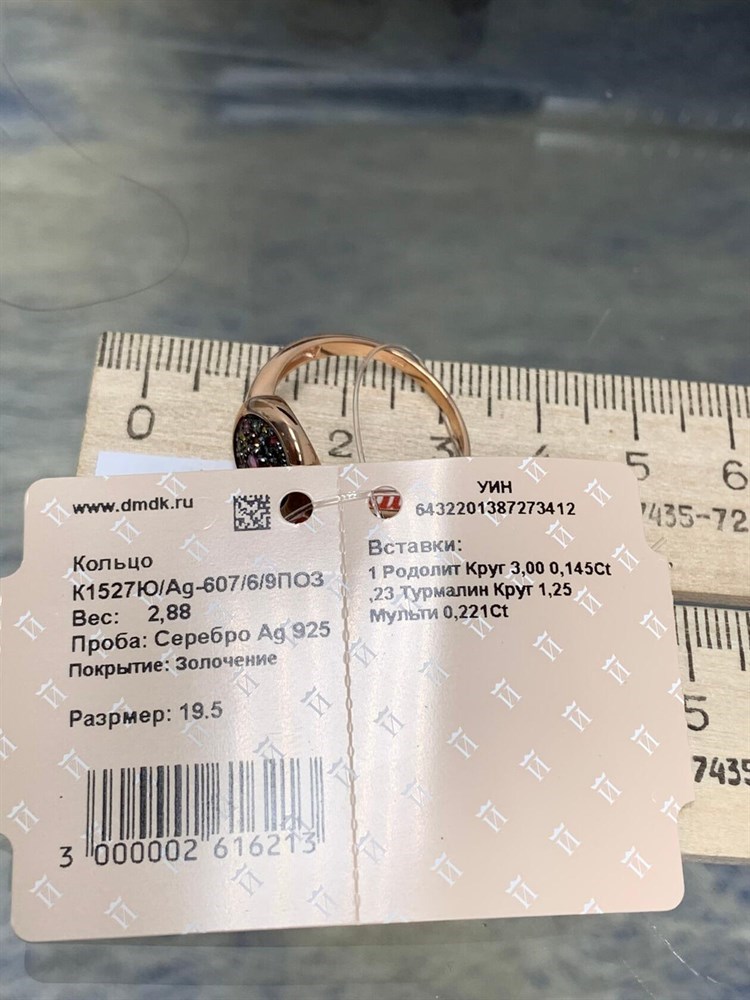 0 2 3 4 5 6
7435-72
www.dmdk.ru
Кольцо
К1527Ю/Ag-607/6/9ПОЗ
Вес: 2,88
Проба: Серебро Ag 925
Покрытие: Золочение
Разрмер: 19.5
3 000002 616213
УИН
6432201387273412
Вставки:
1 Родолит Круг 3,00 0,145Ct
,23 Турмалин Круг 1,25
Мульти 0,221Ct
5
7435